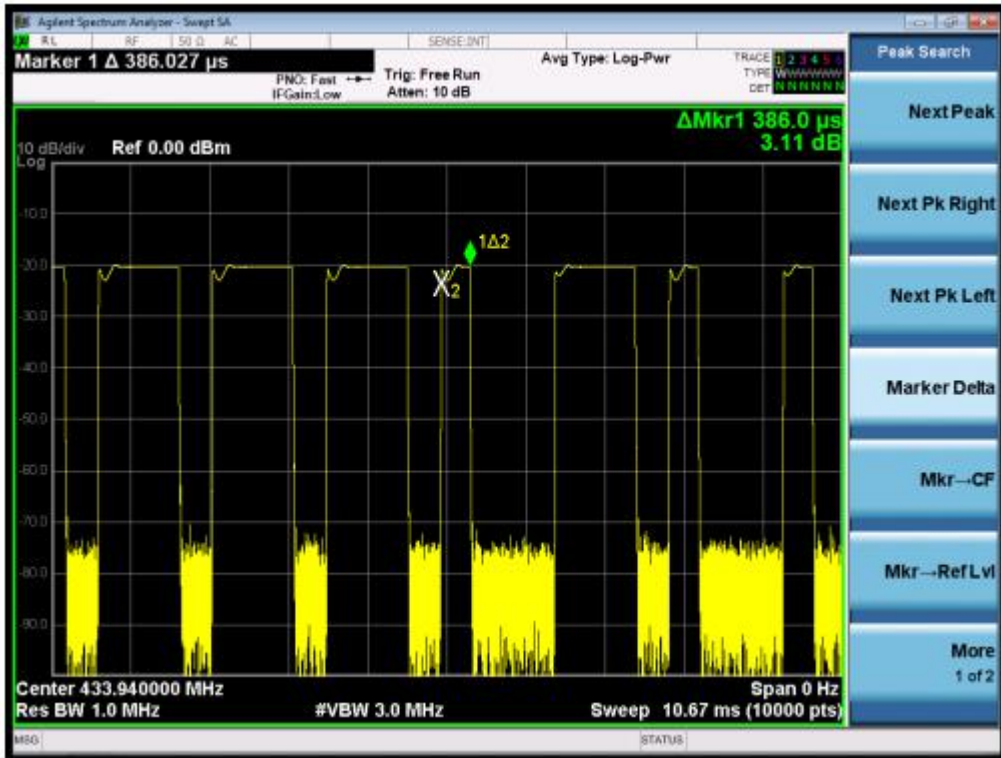 Agilent Spectrum Analyzer - Swept SA
RL RF 50 Ω AC SENSE:INT
Marker 1 Δ 386.027 µs
PNO: Fast
IFGain:Low
Trig: Free Run
Atten: 10 dB
Avg Type: Log-Pwr
TRACE 1 2 3 4 5 6
TYPE WWWWWW
DET N N N N N N
ΔMkr1 386.0 µs
3.11 dB
10 dB/div Ref 0.00 dBm
Log
-10.0
-20.0
-30.0
-40.0
-50.0
-60.0
-70.0
-80.0
-90.0
1Δ2
X2
Center 433.940000 MHz Span 0 Hz
Res BW 1.0 MHz #VBW 3.0 MHz Sweep 10.67 ms (10000 pts)
MSG STATUS
Peak Search
Next Peak
Next Pk Right
Next Pk Left
Marker Delta
Mkr→CF
Mkr→Ref Lvl
More
1 of 2